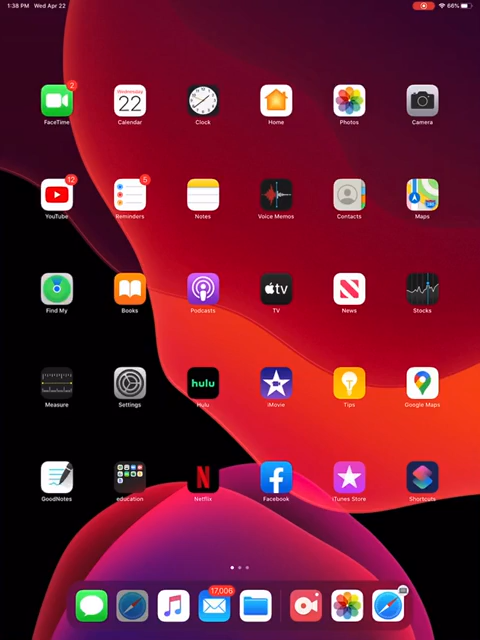 1:38 PM Wed Apr 22 66%
2
Wednesday
22
FaceTime Calendar Clock Home Photos Camera
12 5
YouTube Reminders Notes Voice Memos Contacts Maps
tv
Find My Books Podcasts TV News Stocks
hulu
Measure Settings Hulu iMovie Tips Google Maps
GoodNotes education Netflix Facebook iTunes Store Shortcuts
17,006